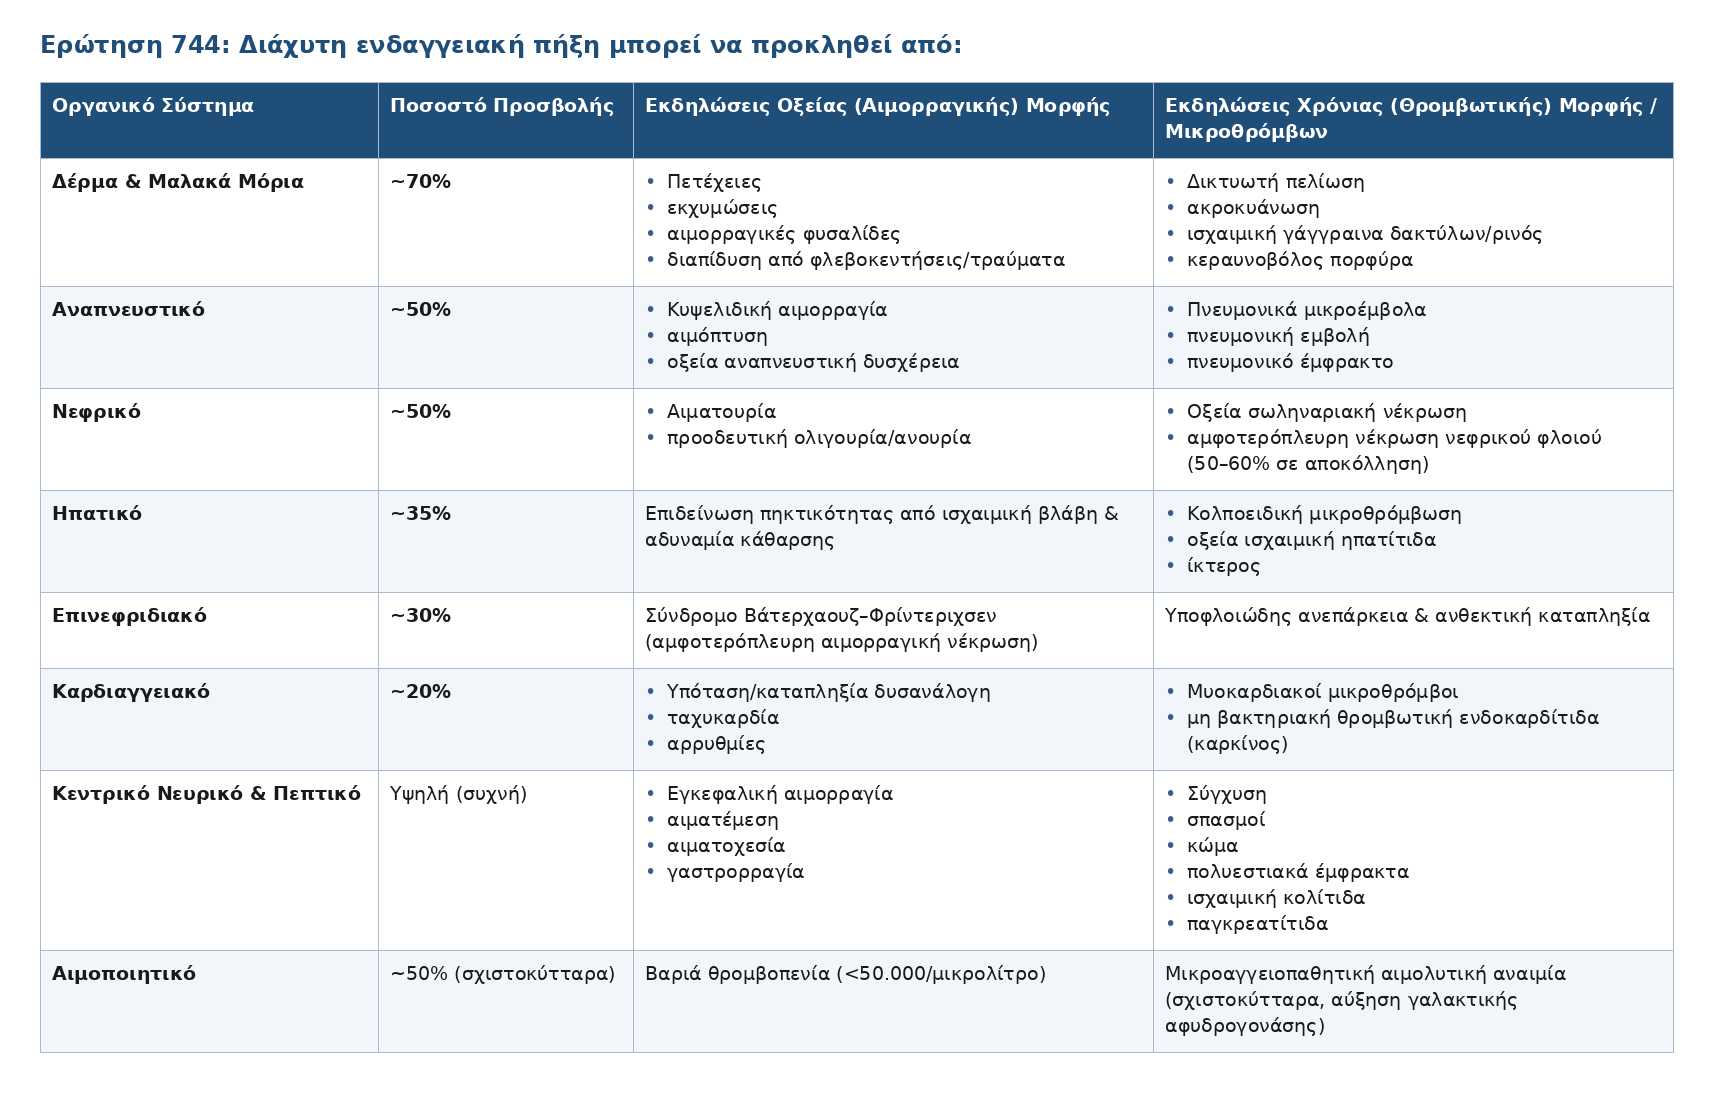 Ερώτηση 744: Διάχυτη ενδαγγειακή πήξη μπορεί να προκληθεί από:
Οργανικό Σύστημα
Ποσοστό Προσβολής
Εκδηλώσεις Οξείας (Αιμορραγικής) Μορφής
Εκδηλώσεις Χρόνιας (Θρομβωτικής) Μορφής /
Μικροθρόμβων
Δέρμα & Μαλακά Μόρια
~70%
• Πετέχειες
• εκχυμώσεις
• αιμορραγικές φυσαλίδες
• διαπίδυση από φλεβοκεντήσεις/τραύματα
• Δικτυωτή πελίωση
• ακροκυάνωση
• ισχαιμική γάγγραινα δακτύλων/ρινός
• κεραυνοβόλος πορφύρα
Αναπνευστικό
~50%
• Κυψελιδική αιμορραγία
• αιμόπτυση
• οξεία αναπνευστική δυσχέρεια
• Πνευμονικά μικροέμβολα
• πνευμονική εμβολή
• πνευμονικό έμφρακτο
Νεφρικό
~50%
• Αιματουρία
• προοδευτική ολιγουρία/ανουρία
• Οξεία σωληναριακή νέκρωση
• αμφοτερόπλευρη νέκρωση νεφρικού φλοιού
(50–60% σε αποκόλληση)
Ηπατικό
~35%
Επιδείνωση πηκτικότητας από ισχαιμική βλάβη &
αδυναμία κάθαρσης
• Κολποειδική μικροθρόμβωση
• οξεία ισχαιμική ηπατίτιδα
• ίκτερος
Επινεφριδιακό
~30%
Σύνδρομο Βάτερχαουζ–Φρίντεριχσεν
(αμφοτερόπλευρη αιμορραγική νέκρωση)
Υποφλοιώδης ανεπάρκεια & ανθεκτική καταπληξία
Καρδιαγγειακό
~20%
• Υπόταση/καταπληξία δυσανάλογη
• ταχυκαρδία
• αρρυθμίες
• Μυοκαρδιακοί μικροθρόμβοι
• μη βακτηριακή θρομβωτική ενδοκαρδίτιδα
(καρκίνος)
Κεντρικό Νευρικό & Πεπτικό
Υψηλή (συχνή)
• Εγκεφαλική αιμορραγία
• αιματέμεση
• αιματοχεσία
• γαστρορραγία
• Σύγχυση
• σπασμοί
• κώμα
• πολυεστιακά έμφρακτα
• ισχαιμική κολίτιδα
• παγκρεατίτιδα
Αιμοποιητικό
~50% (σχιστοκύτταρα)
Βαριά θρομβοπενία (<50.000/μικρολίτρο)
Μικροαγγειοπαθητική αιμολυτική αναιμία
(σχιστοκύτταρα, αύξηση γαλακτικής
αφυδρογονάσης)